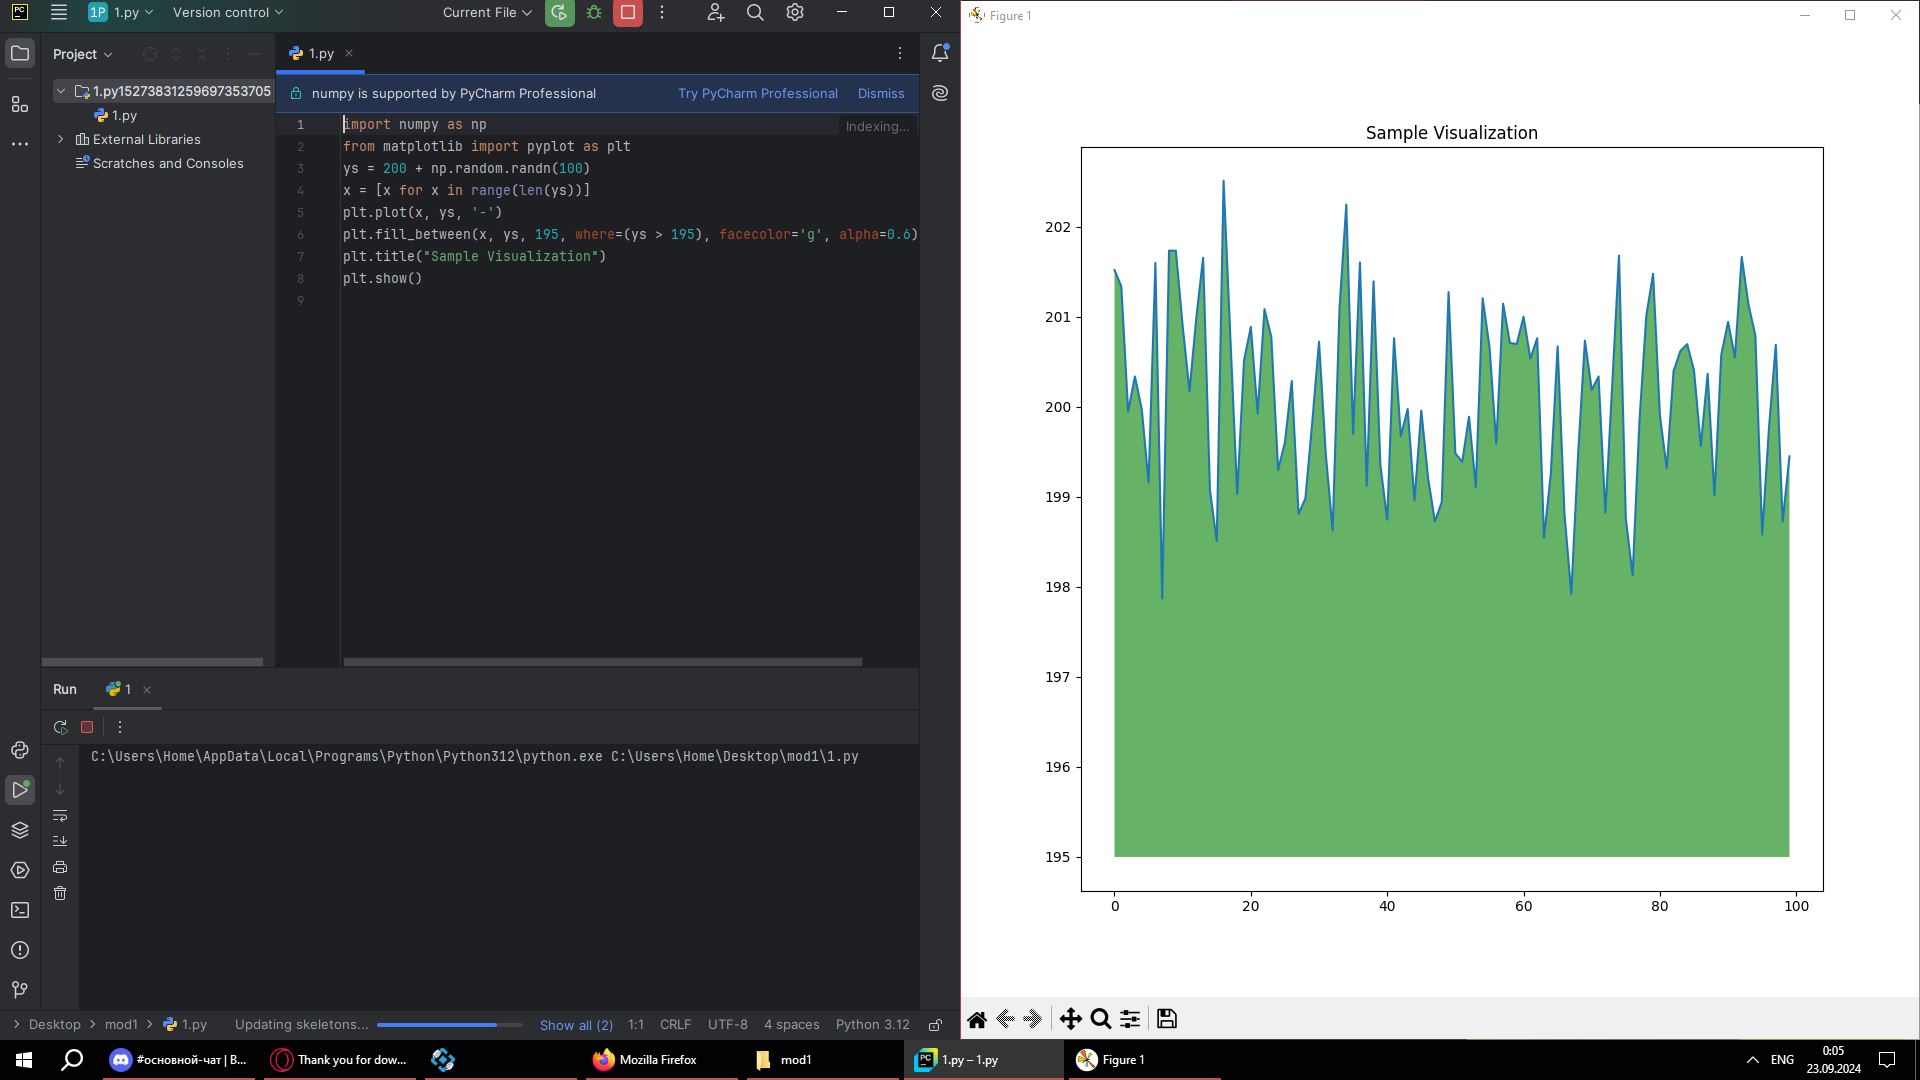 PC
1P 1.py
Version control
Current File
Project
1.py15273831259697353705
1.py
External Libraries
Scratches and Consoles
1.py
numpy is supported by PyCharm Professional
Try PyCharm Professional
Dismiss
Indexing...
1 import numpy as np
2 from matplotlib import pyplot as plt
3 ys = 200 + np.random.randn(100)
4 x = [x for x in range(len(ys))]
5 plt.plot(x, ys, '-')
6 plt.fill_between(x, ys, 195, where=(ys > 195), facecolor='g', alpha=0.6)
7 plt.title("Sample Visualization")
8 plt.show()
9
Run
1
C:\Users\Home\AppData\Local\Programs\Python\Python312\python.exe C:\Users\Home\Desktop\mod1\1.py
Desktop > mod1 > 1.py
Updating skeletons...
Show all (2)
1:1
CRLF
UTF-8
4 spaces
Python 3.12
Figure 1
Sample Visualization
202
201
200
199
198
197
196
195
0 20 40 60 80 100
#основной-чат | B...
Thank you for dow...
Mozilla Firefox
mod1
PC
1.py – 1.py
Figure 1
ENG
0:05
23.09.2024